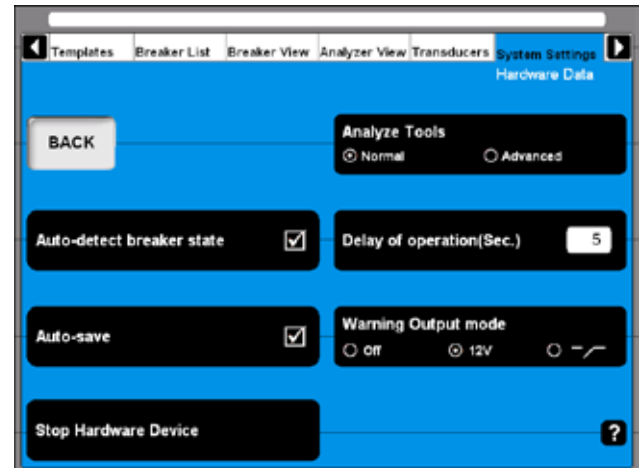 Templates Breaker List Breaker View Analyzer View Transducers System Settings
Hardware Data
BACK
Analyze Tools
Normal Advanced
Auto-detect breaker state
Delay of operation(Sec.) 5
Auto-save
Warning Output mode
Off 12V
Stop Hardware Device
?